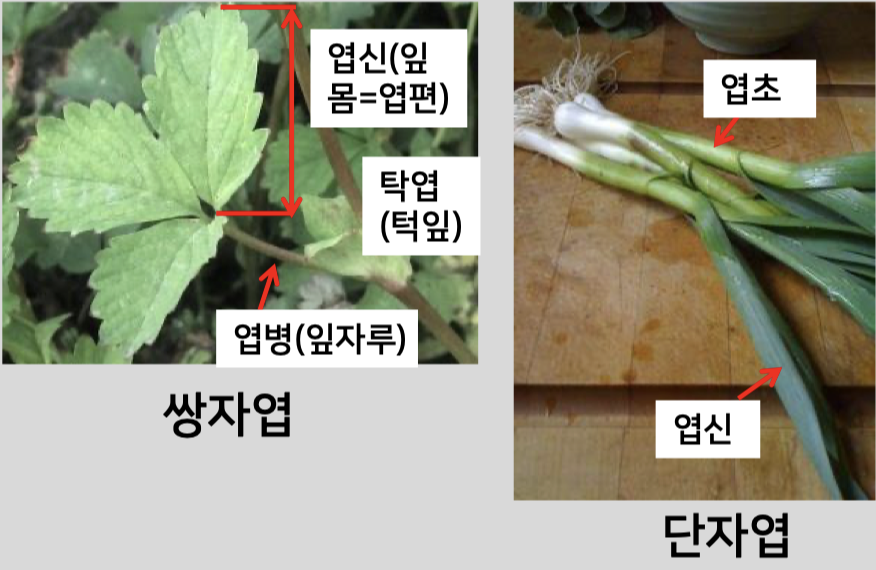 엽신(잎
몸=엽편)
탁엽
(턱잎)
엽병(잎자루)
쌍자엽
엽초
엽신
단자엽